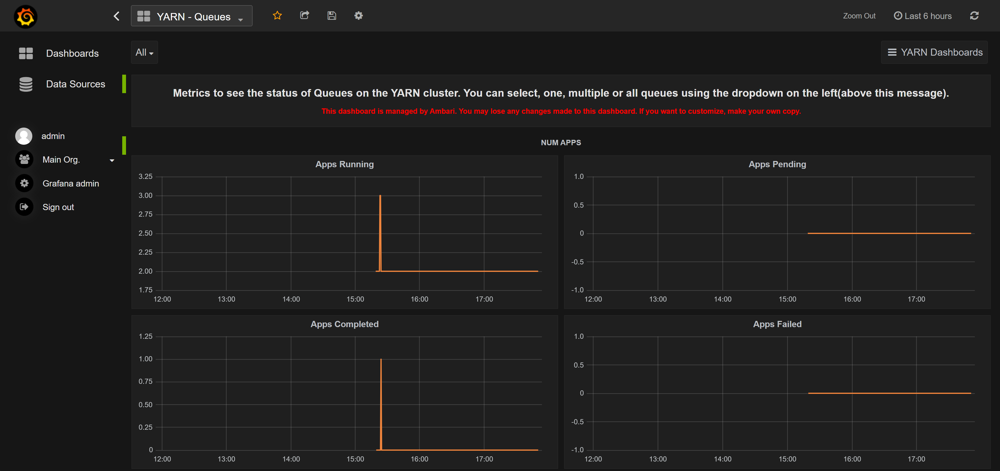 YARN - Queues
Zoom Out
Last 6 hours
Dashboards
Data Sources
admin
Main Org.
Grafana admin
Sign out
All
YARN Dashboards
Metrics to see the status of Queues on the YARN cluster. You can select, one, multiple or all queues using the dropdown on the left(above this message).
This dashboard is managed by Ambari. You may lose any changes made to this dashboard. If you want to customize, make your own copy.
NUM APPS
Apps Running
3.25
3.00
2.75
2.50
2.25
2.00
1.75
12:00 13:00 14:00 15:00 16:00 17:00
Apps Pending
1.0
0.5
0
-0.5
-1.0
12:00 13:00 14:00 15:00 16:00 17:00
Apps Completed
1.25
1.00
0.75
0.50
0.25
0
12:00 13:00 14:00 15:00 16:00 17:00
Apps Failed
1.0
0.5
0
-0.5
-1.0
12:00 13:00 14:00 15:00 16:00 17:00